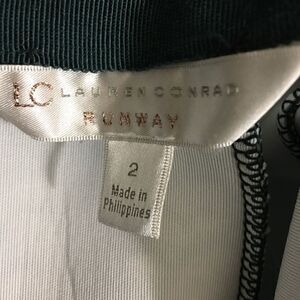 LC LAUREN CONRAD
RUNWAY
2
Made in
Philippines